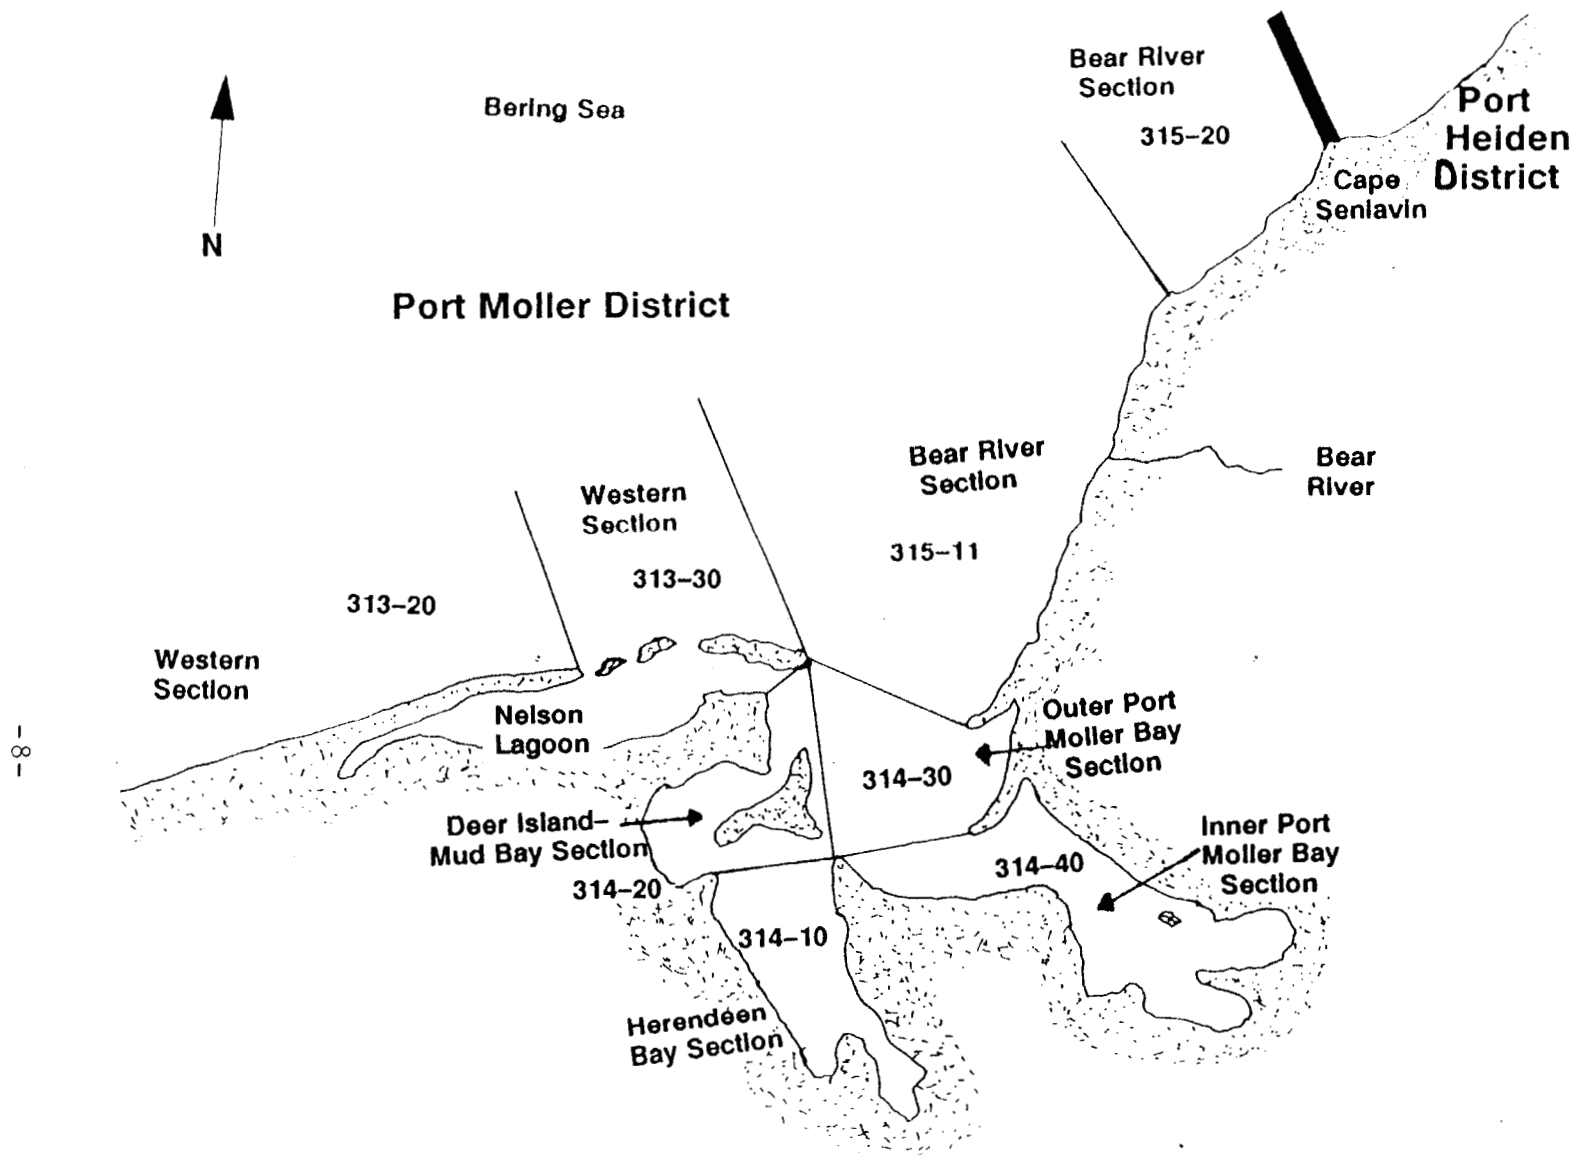 Bear River
Section
315-20
Port
Heiden
District
Cape
Seniavin
Bering Sea
N
Port Moller District
Bear River
Section
315-11
Bear
River
Western
Section
313-30
313-20
Western
Section
Nelson
Lagoon
Outer Port
Moller Bay
Section
314-30
Deer Island-
Mud Bay Section
314-20
Inner Port
Moller Bay
Section
314-40
314-10
Herendeen
Bay Section
-8-